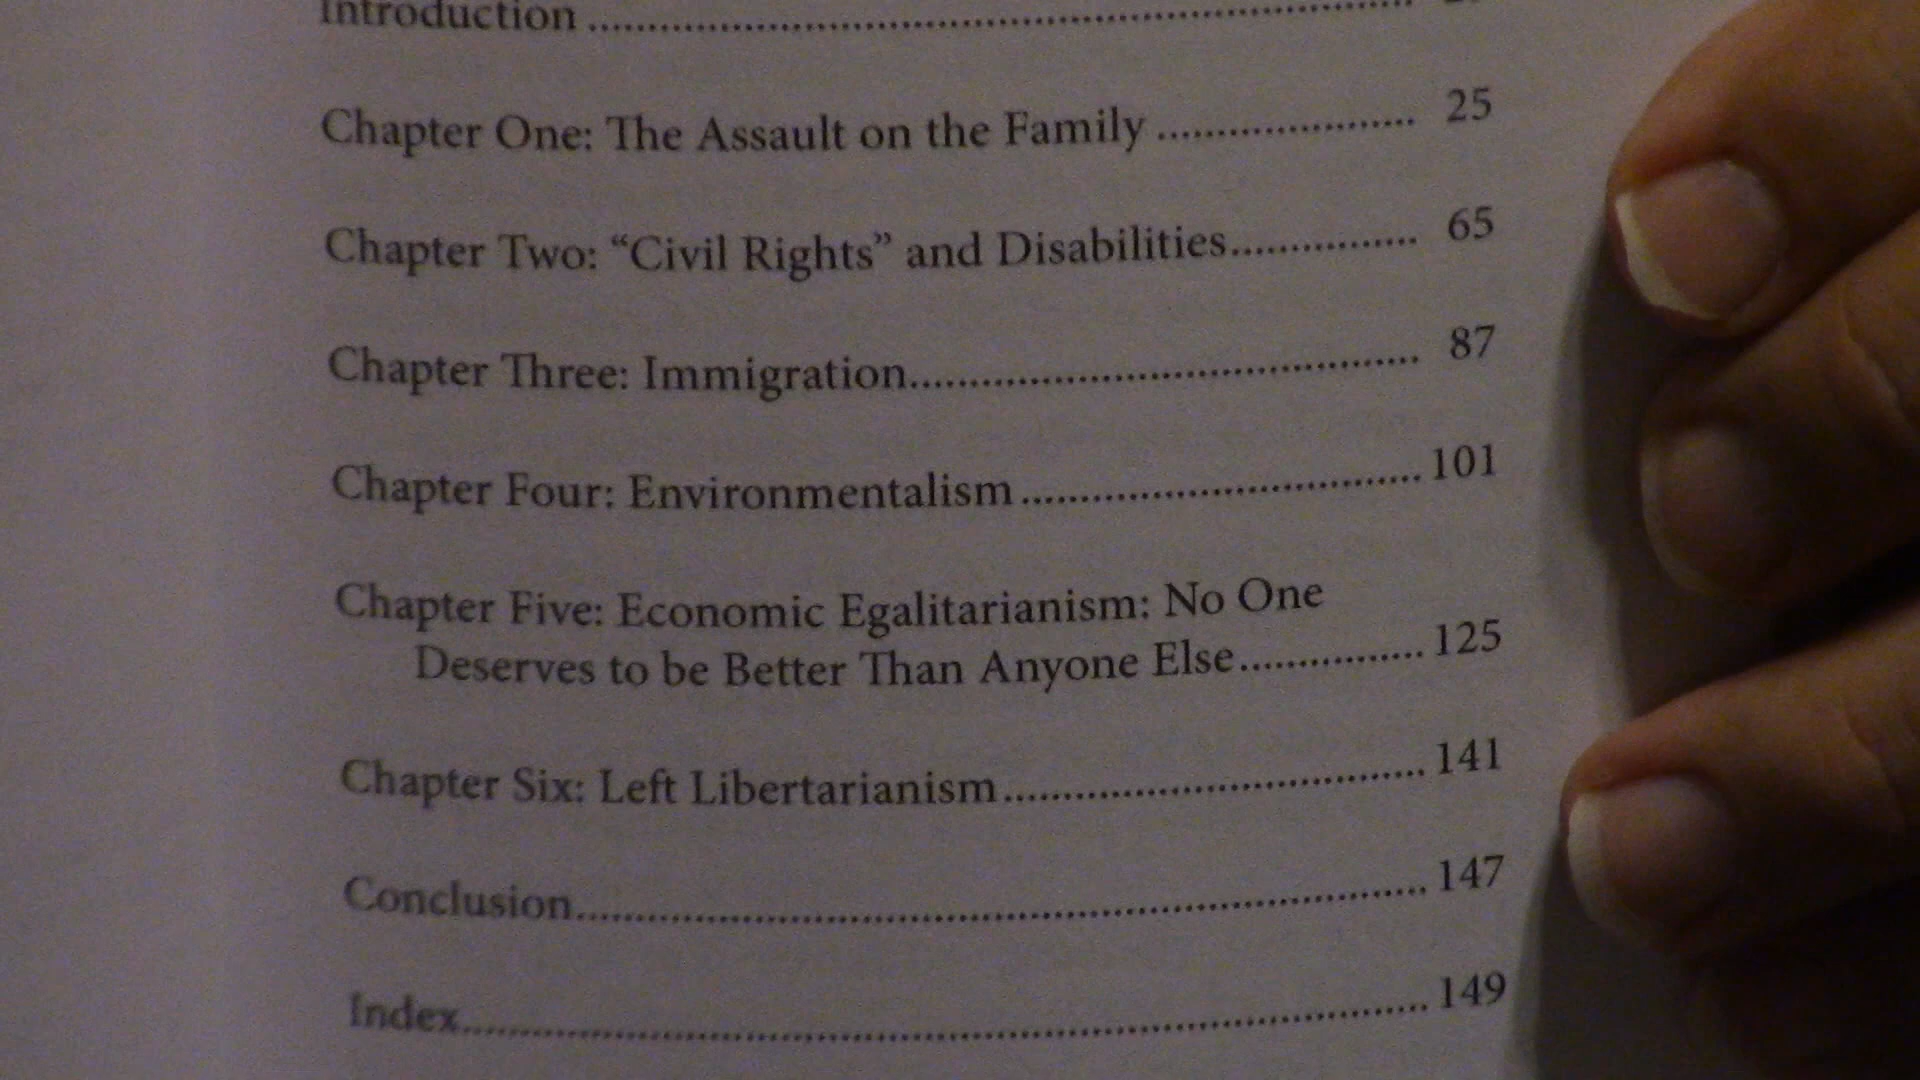 Introduction ........................................................................
Chapter One: The Assault on the Family ...................... 25
Chapter Two: “Civil Rights” and Disabilities................ 65
Chapter Three: Immigration........................................... 87
Chapter Four: Environmentalism .................................. 101
Chapter Five: Economic Egalitarianism: No One
Deserves to be Better Than Anyone Else................ 125
Chapter Six: Left Libertarianism.................................... 141
Conclusion........................................................................ 147
Index.................................................................................. 149